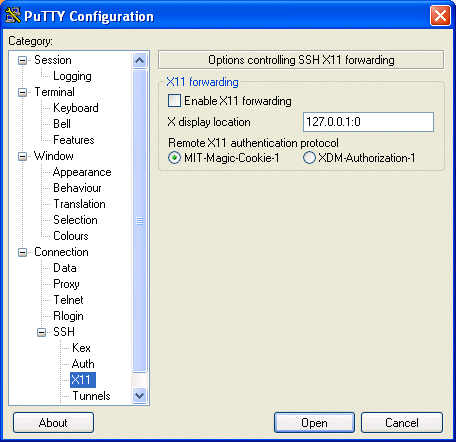 PuTTY Configuration
Category:
Session
Logging
Terminal
Keyboard
Bell
Features
Window
Appearance
Behaviour
Translation
Selection
Colours
Connection
Data
Proxy
Telnet
Rlogin
SSH
Kex
Auth
X11
Tunnels
Options controlling SSH X11 forwarding
X11 forwarding
Enable X11 forwarding
X display location 127.0.0.1:0
Remote X11 authentication protocol
MIT-Magic-Cookie-1 XDM-Authorization-1
About Open Cancel